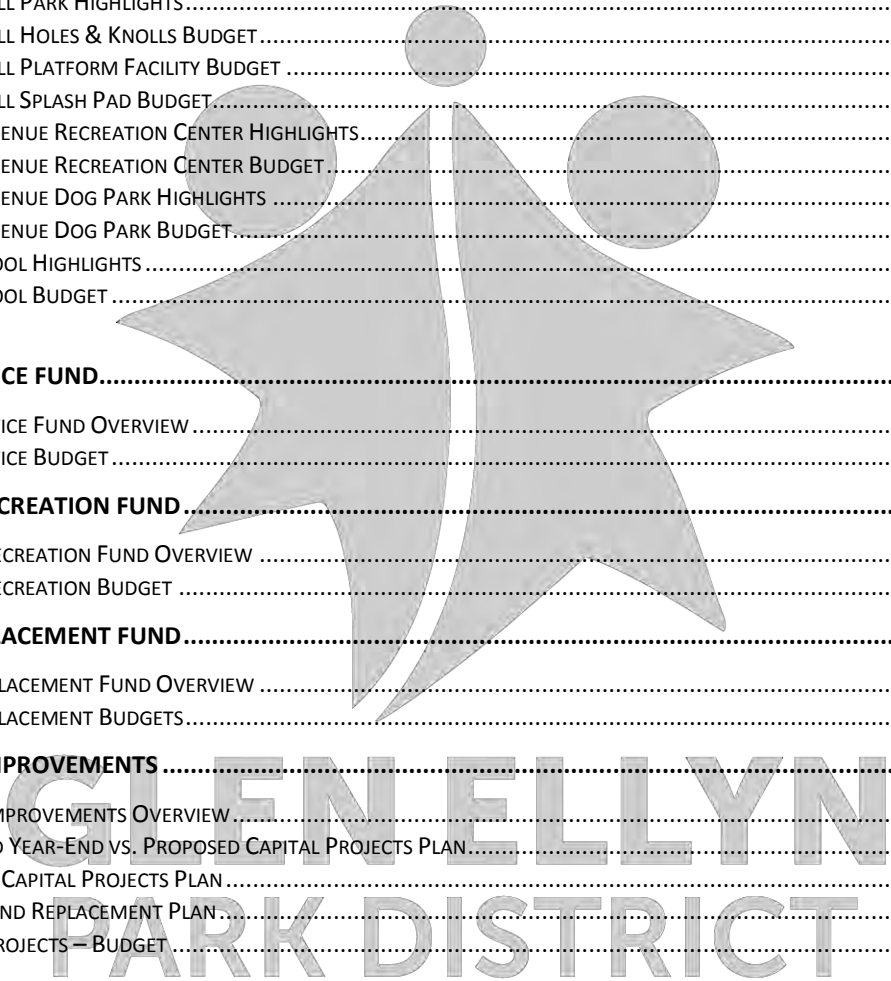 LL PARK HIGHLIGHTS
LL HOLES & KNOLLS BUDGET
LL PLATFORM FACILITY BUDGET
LL SPLASH PAD BUDGET
ENUE RECREATION CENTER HIGHLIGHTS
ENUE RECREATION CENTER BUDGET
ENUE DOG PARK HIGHLIGHTS
ENUE DOG PARK BUDGET
OOL HIGHLIGHTS
OOL BUDGET
ICE FUND
VICE FUND OVERVIEW
VICE BUDGET
CREATION FUND
ECREATION FUND OVERVIEW
ECREATION BUDGET
LACEMENT FUND
LACEMENT FUND OVERVIEW
LACEMENT BUDGETS
MPROVEMENTS
MPROVEMENTS OVERVIEW
D YEAR-END VS. PROPOSED CAPITAL PROJECTS PLAN
CAPITAL PROJECTS PLAN
ND REPLACEMENT PLAN
ROJECTS – BUDGET
GLEN ELLYN
PARK DISTRICT